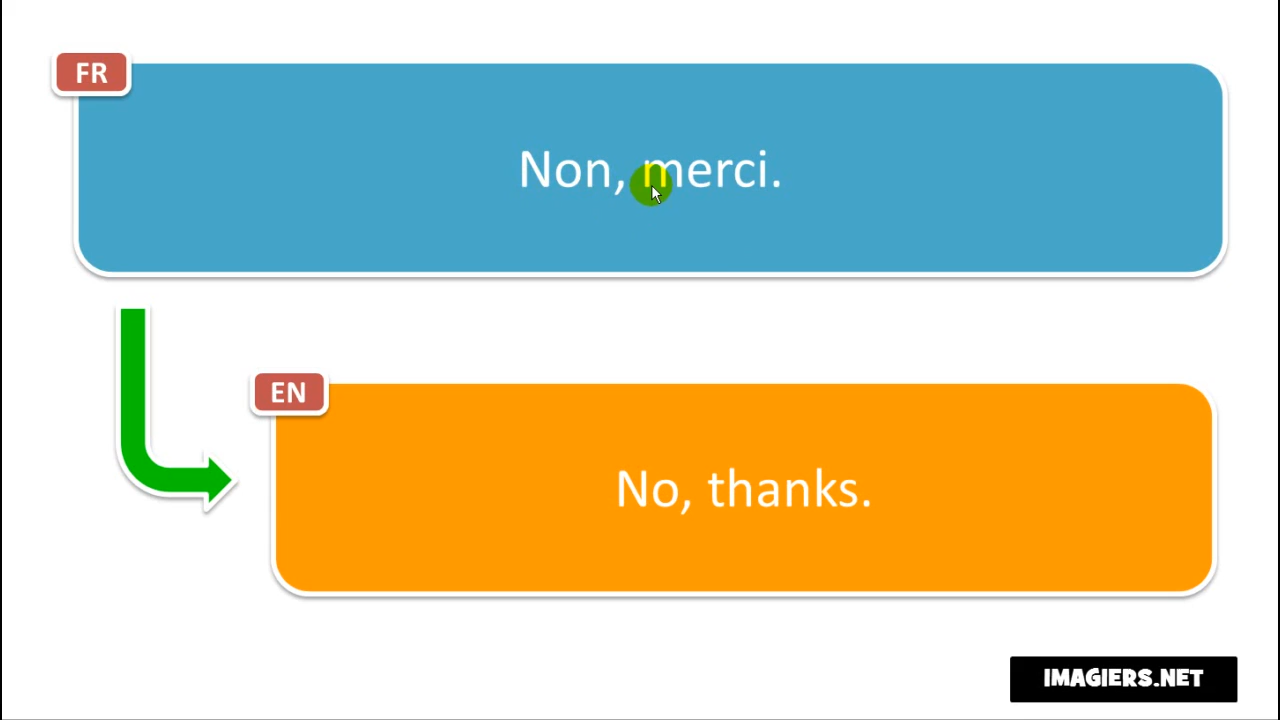 FR
Non, merci.
EN
No, thanks.
IMAGIERS.NET